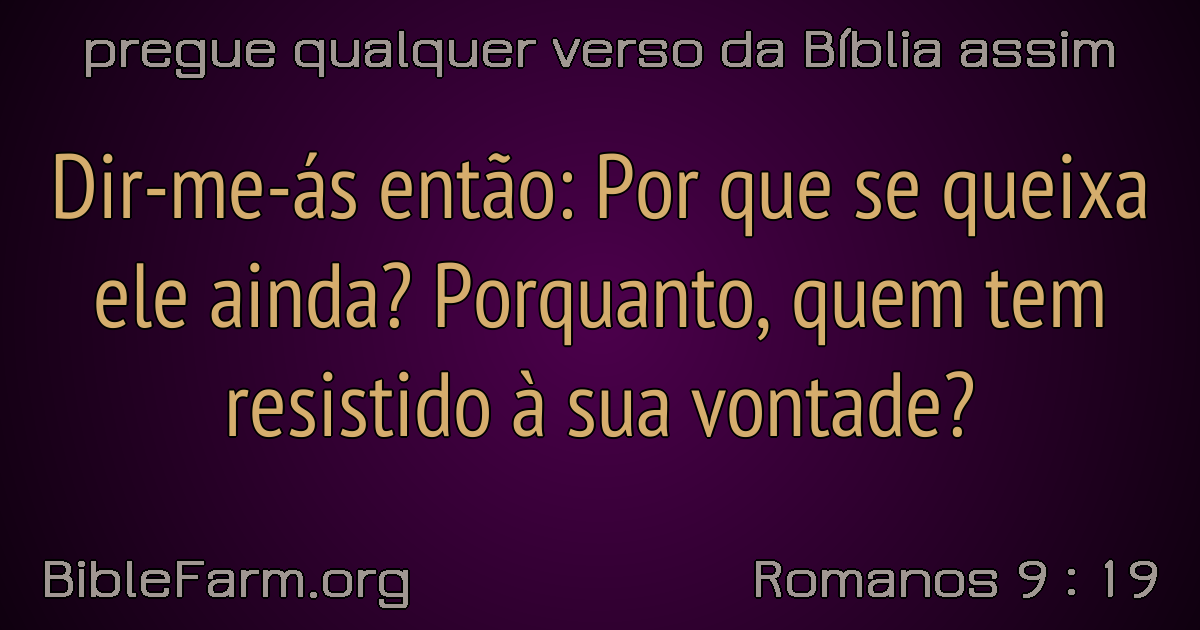 pregue qualquer verso da Bíblia assim
Dir-me-ás então: Por que se queixa
ele ainda? Porquanto, quem tem
resistido à sua vontade?
BibleFarm.org
Romanos 9 : 19